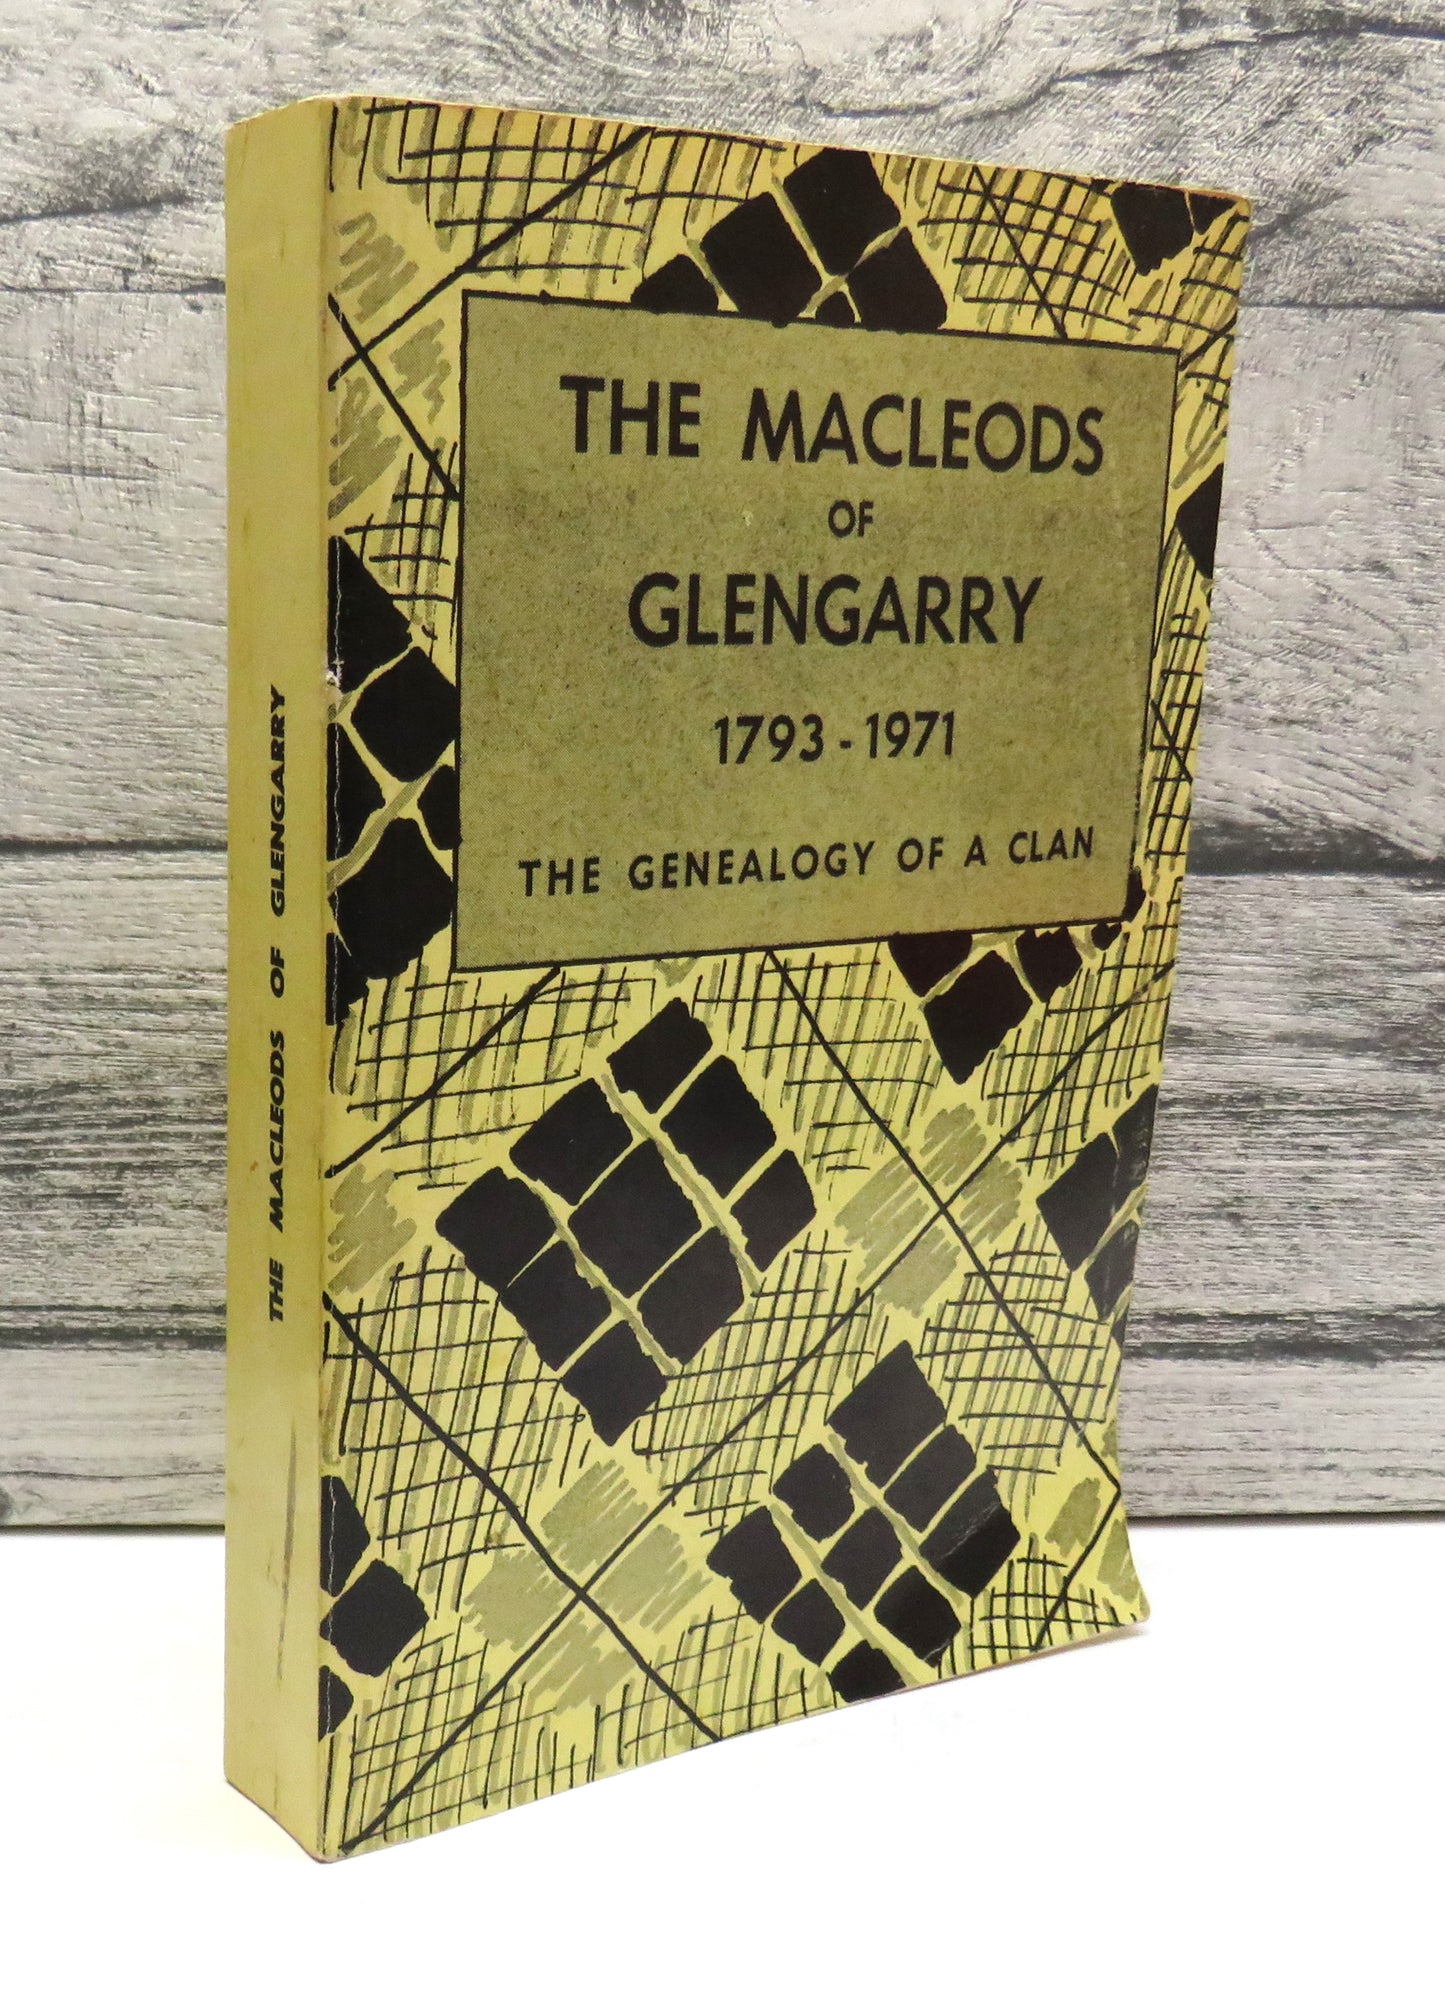 THE MACLEODS
OF
GLENGARRY
1793 - 1971
THE GENEALOGY OF A CLAN
THE MACLEODS OF GLENGARRY